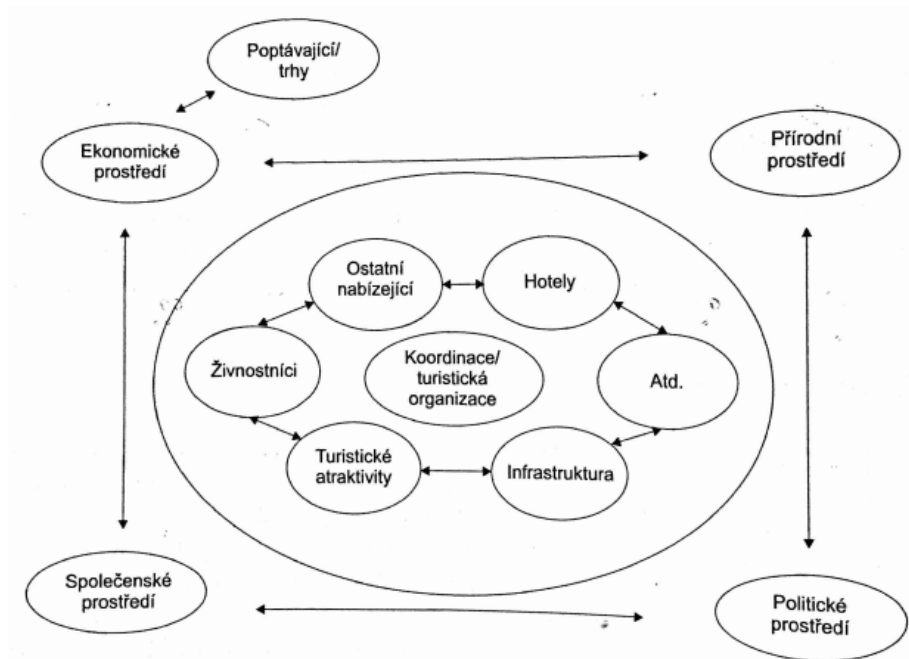 Poptávající/
trhy
Ekonomické
prostředí
Přírodní
prostředí
Ostatní
nabízející
Hotely
Živnostníci
Koordinace/
turistická
organizace
Atd.
Turistické
atraktivity
Infrastruktura
Společenské
prostředí
Politické
prostředí